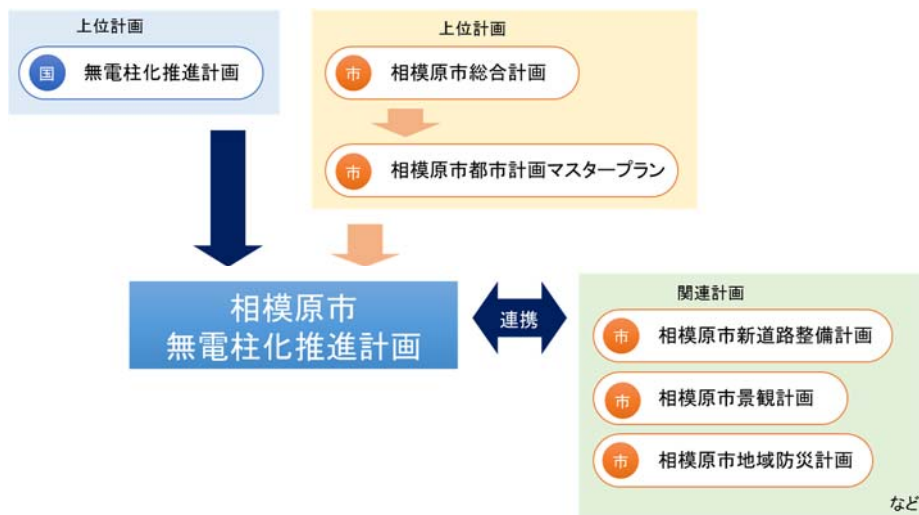 上位計画
国 無電柱化推進計画
上位計画
市 相模原市総合計画
市 相模原市都市計画マスタープラン
相模原市
無電柱化推進計画
連携
関連計画
市 相模原市新道路整備計画
市 相模原市景観計画
市 相模原市地域防災計画
など